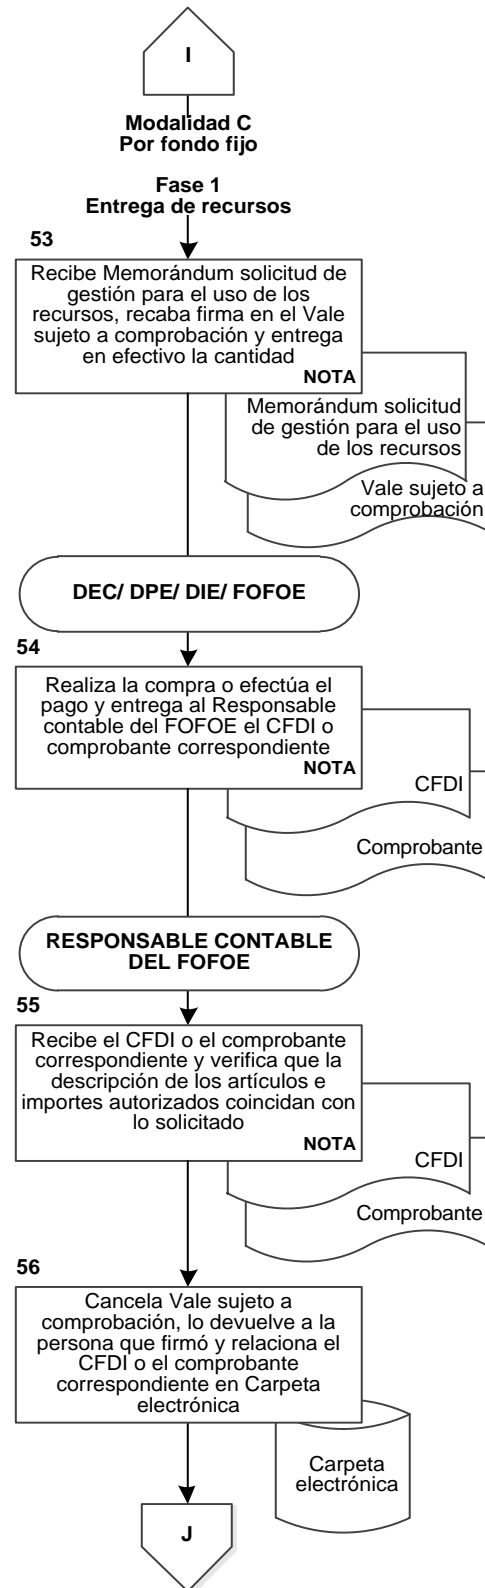 I
Modalidad C
Por fondo fijo
Fase 1
Entrega de recursos
53
Recibe Memorándum solicitud de
gestión para el uso de los
recursos, recaba firma en el Vale
sujeto a comprobación y entrega
en efectivo la cantidad
NOTA
Memorándum solicitud
de gestión para el uso
de los recursos
Vale sujeto a
comprobación
DEC/ DPE/ DIE/ FOFOE
54
Realiza la compra o efectúa el
pago y entrega al Responsable
contable del FOFOE el CFDI o
comprobante correspondiente
NOTA
CFDI
Comprobante
RESPONSABLE CONTABLE
DEL FOFOE
55
Recibe el CFDI o el comprobante
correspondiente y verifica que la
descripción de los artículos e
importes autorizados coincidan con
lo solicitado
NOTA
CFDI
Comprobante
56
Cancela Vale sujeto a
comprobación, lo devuelve a la
persona que firmó y relaciona el
CFDI o el comprobante
correspondiente en Carpeta
electrónica
Carpeta
electrónica
J